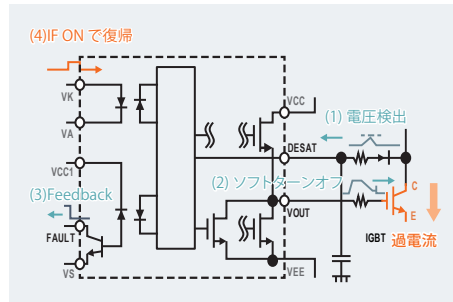 (4)IF ON で復帰
VK
VA
VCC
(1) 電圧検出
DESAT
VCC1
(2) ソフトターンオフ
(3)Feedback
VOUT
C
E
FAULT
IGBT
過電流
VS
VEE